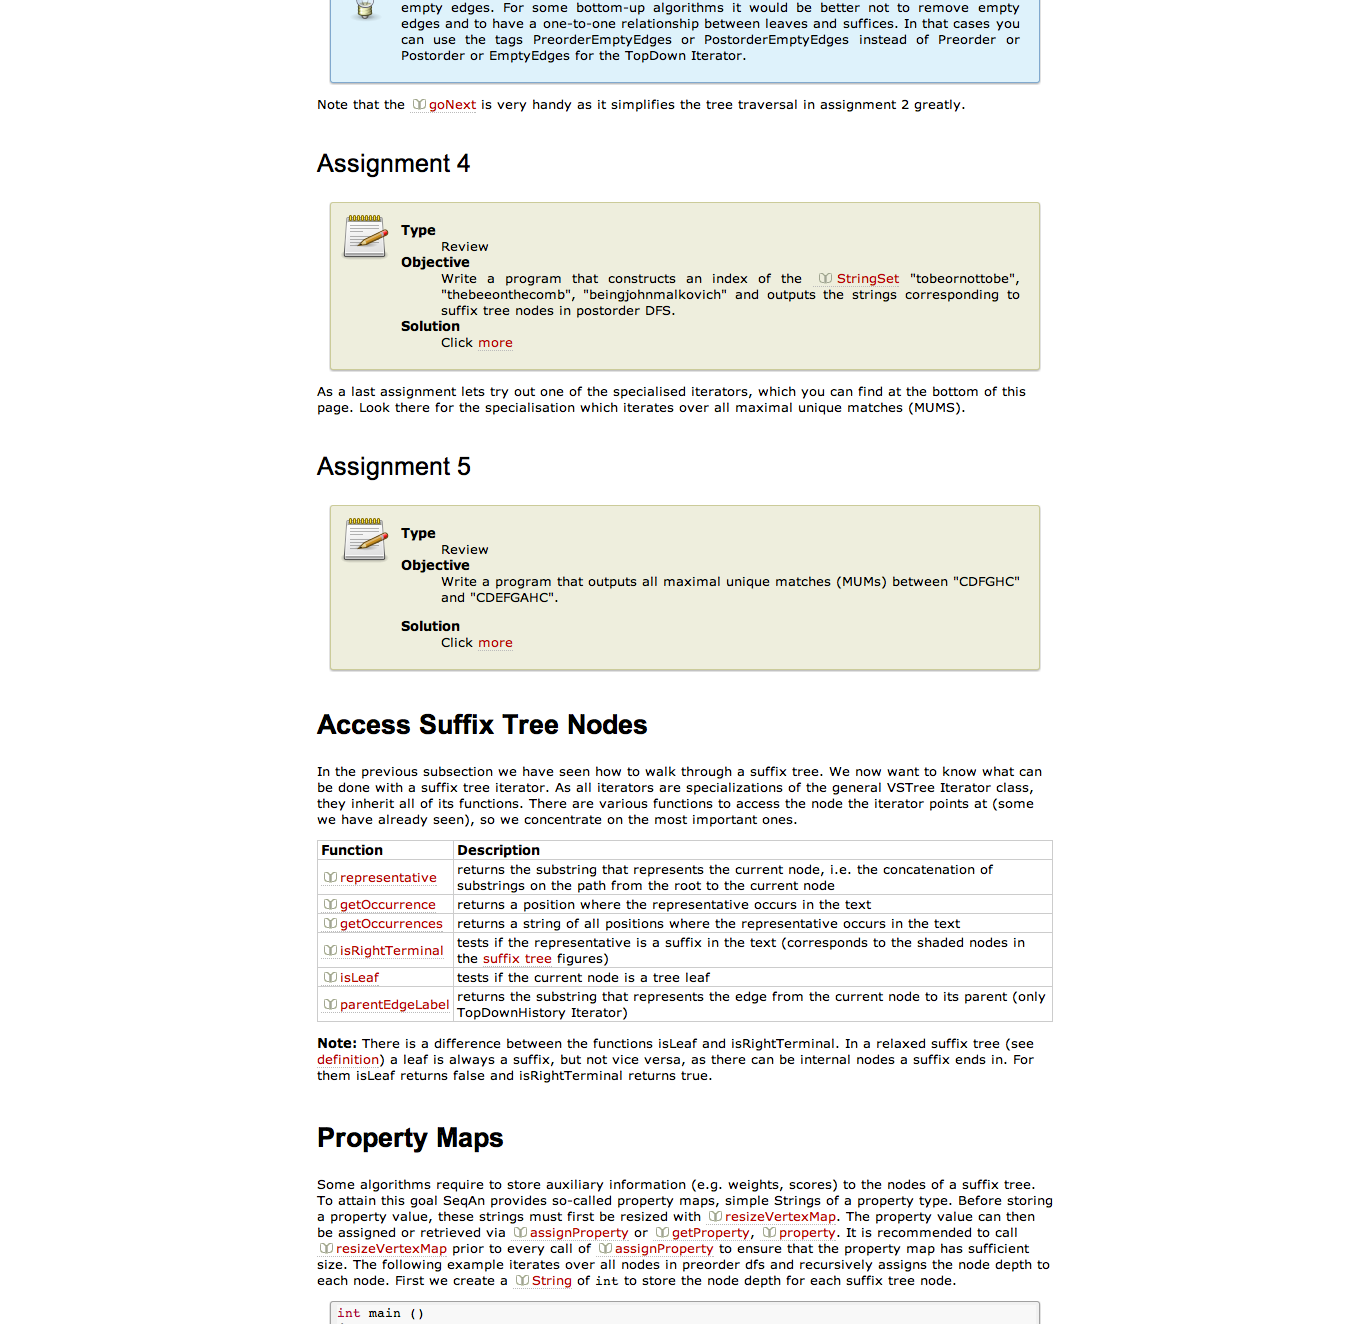 empty edges. For some bottom-up algorithms it would be better not to remove empty
edges and to have a one-to-one relationship between leaves and suffices. In that cases you
can use the tags PreorderEmptyEdges or PostorderEmptyEdges instead of Preorder or
Postorder or EmptyEdges for the TopDown Iterator.
Note that the goNext is very handy as it simplifies the tree traversal in assignment 2 greatly.
Assignment 4
Type
Review
Objective
Write a program that constructs an index of the StringSet "tobeornottobe",
"thebeeonthecomb", "beingjohnmalkovich" and outputs the strings corresponding to
suffix tree nodes in postorder DFS.
Solution
Click more
As a last assignment lets try out one of the specialised iterators, which you can find at the bottom of this
page. Look there for the specialisation which iterates over all maximal unique matches (MUMS).
Assignment 5
Type
Review
Objective
Write a program that outputs all maximal unique matches (MUMs) between "CDFGHC"
and "CDEFGAHC".
Solution
Click more
Access Suffix Tree Nodes
In the previous subsection we have seen how to walk through a suffix tree. We now want to know what can
be done with a suffix tree iterator. As all iterators are specializations of the general VSTree Iterator class,
they inherit all of its functions. There are various functions to access the node the iterator points at (some
we have already seen), so we concentrate on the most important ones.
Function Description
representative returns the substring that represents the current node, i.e. the concatenation of
substrings on the path from the root to the current node
getOccurrence returns a position where the representative occurs in the text
getOccurrences returns a string of all positions where the representative occurs in the text
isRightTerminal tests if the representative is a suffix in the text (corresponds to the shaded nodes in
the suffix tree figures)
isLeaf tests if the current node is a tree leaf
parentEdgeLabel returns the substring that represents the edge from the current node to its parent (only
TopDownHistory Iterator)
Note: There is a difference between the functions isLeaf and isRightTerminal. In a relaxed suffix tree (see
definition) a leaf is always a suffix, but not vice versa, as there can be internal nodes a suffix ends in. For
them isLeaf returns false and isRightTerminal returns true.
Property Maps
Some algorithms require to store auxiliary information (e.g. weights, scores) to the nodes of a suffix tree.
To attain this goal SeqAn provides so-called property maps, simple Strings of a property type. Before storing
a property value, these strings must first be resized with resizeVertexMap. The property value can then
be assigned or retrieved via assignProperty or getProperty, property. It is recommended to call
resizeVertexMap prior to every call of assignProperty to ensure that the property map has sufficient
size. The following example iterates over all nodes in preorder dfs and recursively assigns the node depth to
each node. First we create a String of int to store the node depth for each suffix tree node.
int main ()